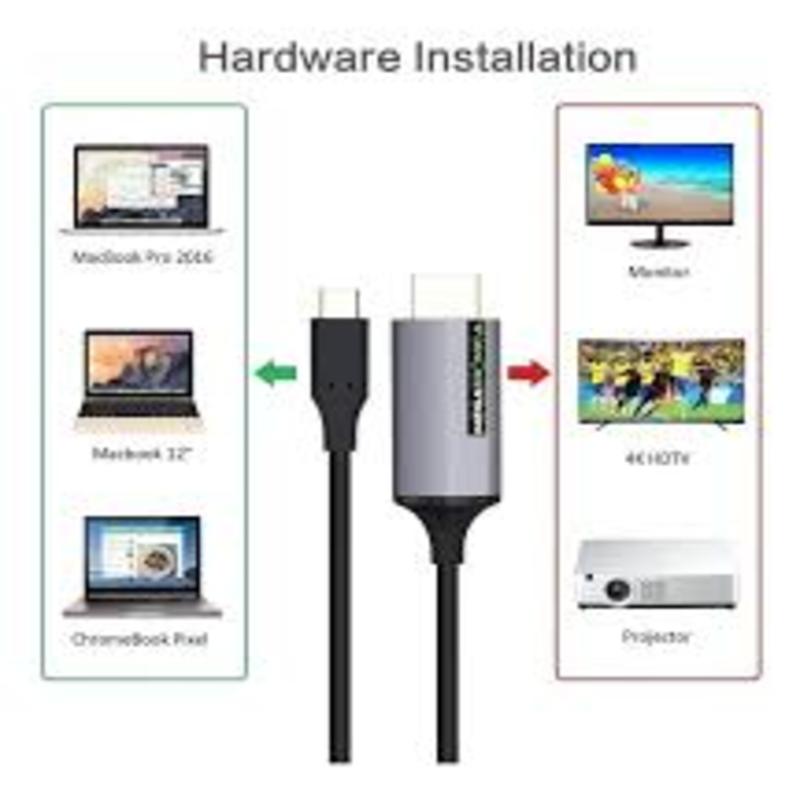 Hardware Installation
MacBook Pro 2016
Macbook 12"
ChromeBook Pixel
Monitor
4K HDTV
Projector